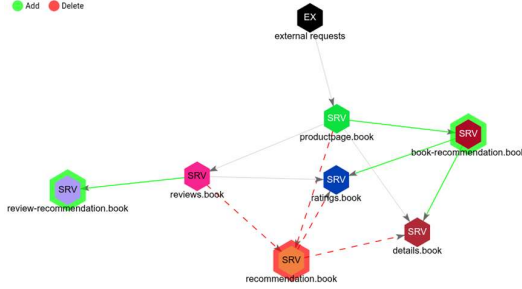 Add Delete
EX
external requests
SRV
productpage.book
SRV
book-recommendation.book
SRV
reviews.book
SRV
ratings.book
SRV
review-recommendation.book
SRV
details.book
SRV
recommendation.book